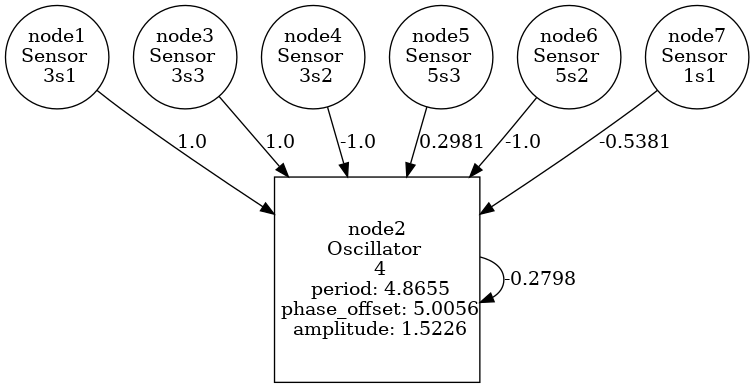 node1
Sensor
3s1
node3
Sensor
3s3
node4
Sensor
3s2
node5
Sensor
5s3
node6
Sensor
5s2
node7
Sensor
1s1
1.0
1.0
-1.0
0.2981
-1.0
-0.5381
node2
Oscillator
4
period: 4.8655
phase_offset: 5.0056
amplitude: 1.5226
-0.2798